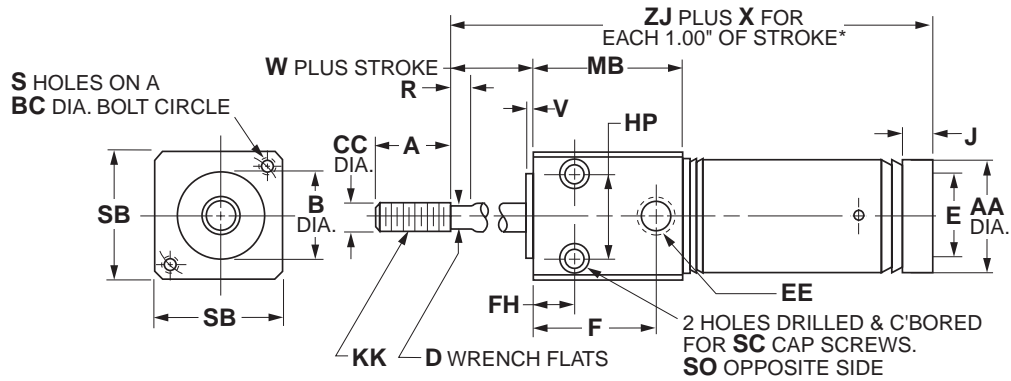 ZJ PLUS X FOR
EACH 1.00" OF STROKE*
W PLUS STROKE
MB
S HOLES ON A
BC DIA. BOLT CIRCLE
R
V
HP
J
CC
DIA.
A
SB
B
DIA.
E
AA
DIA.
SB
FH
F
EE
KK
D WRENCH FLATS
2 HOLES DRILLED & C'BORED
FOR SC CAP SCREWS.
SO OPPOSITE SIDE